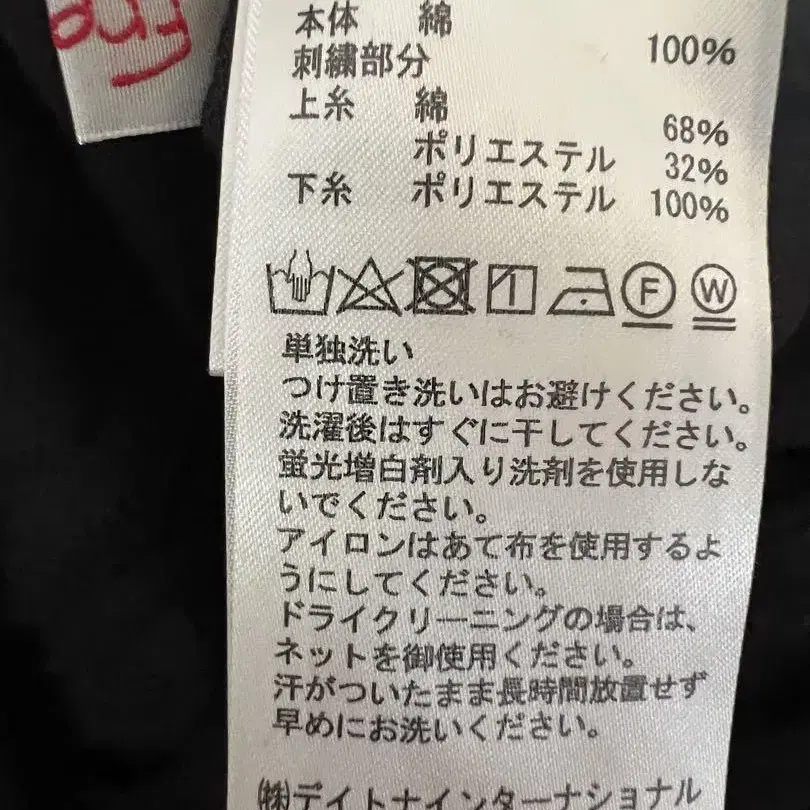 本体 綿 100%
刺繍部分
上糸 綿 68%
ポリエステル 32%
下糸 ポリエステル 100%
F W
単独洗い
つけ置き洗いはお避けください。
洗濯後はすぐに干してください。
蛍光増白剤入り洗剤を使用しな
いでください。
アイロンはあて布を使用するよ
うにしてください。
ドライクリーニングの場合は、
ネットを御使用ください。
汗がついたまま長時間放置せず
早めにお洗いください。
㈱デイトナインターナショナル